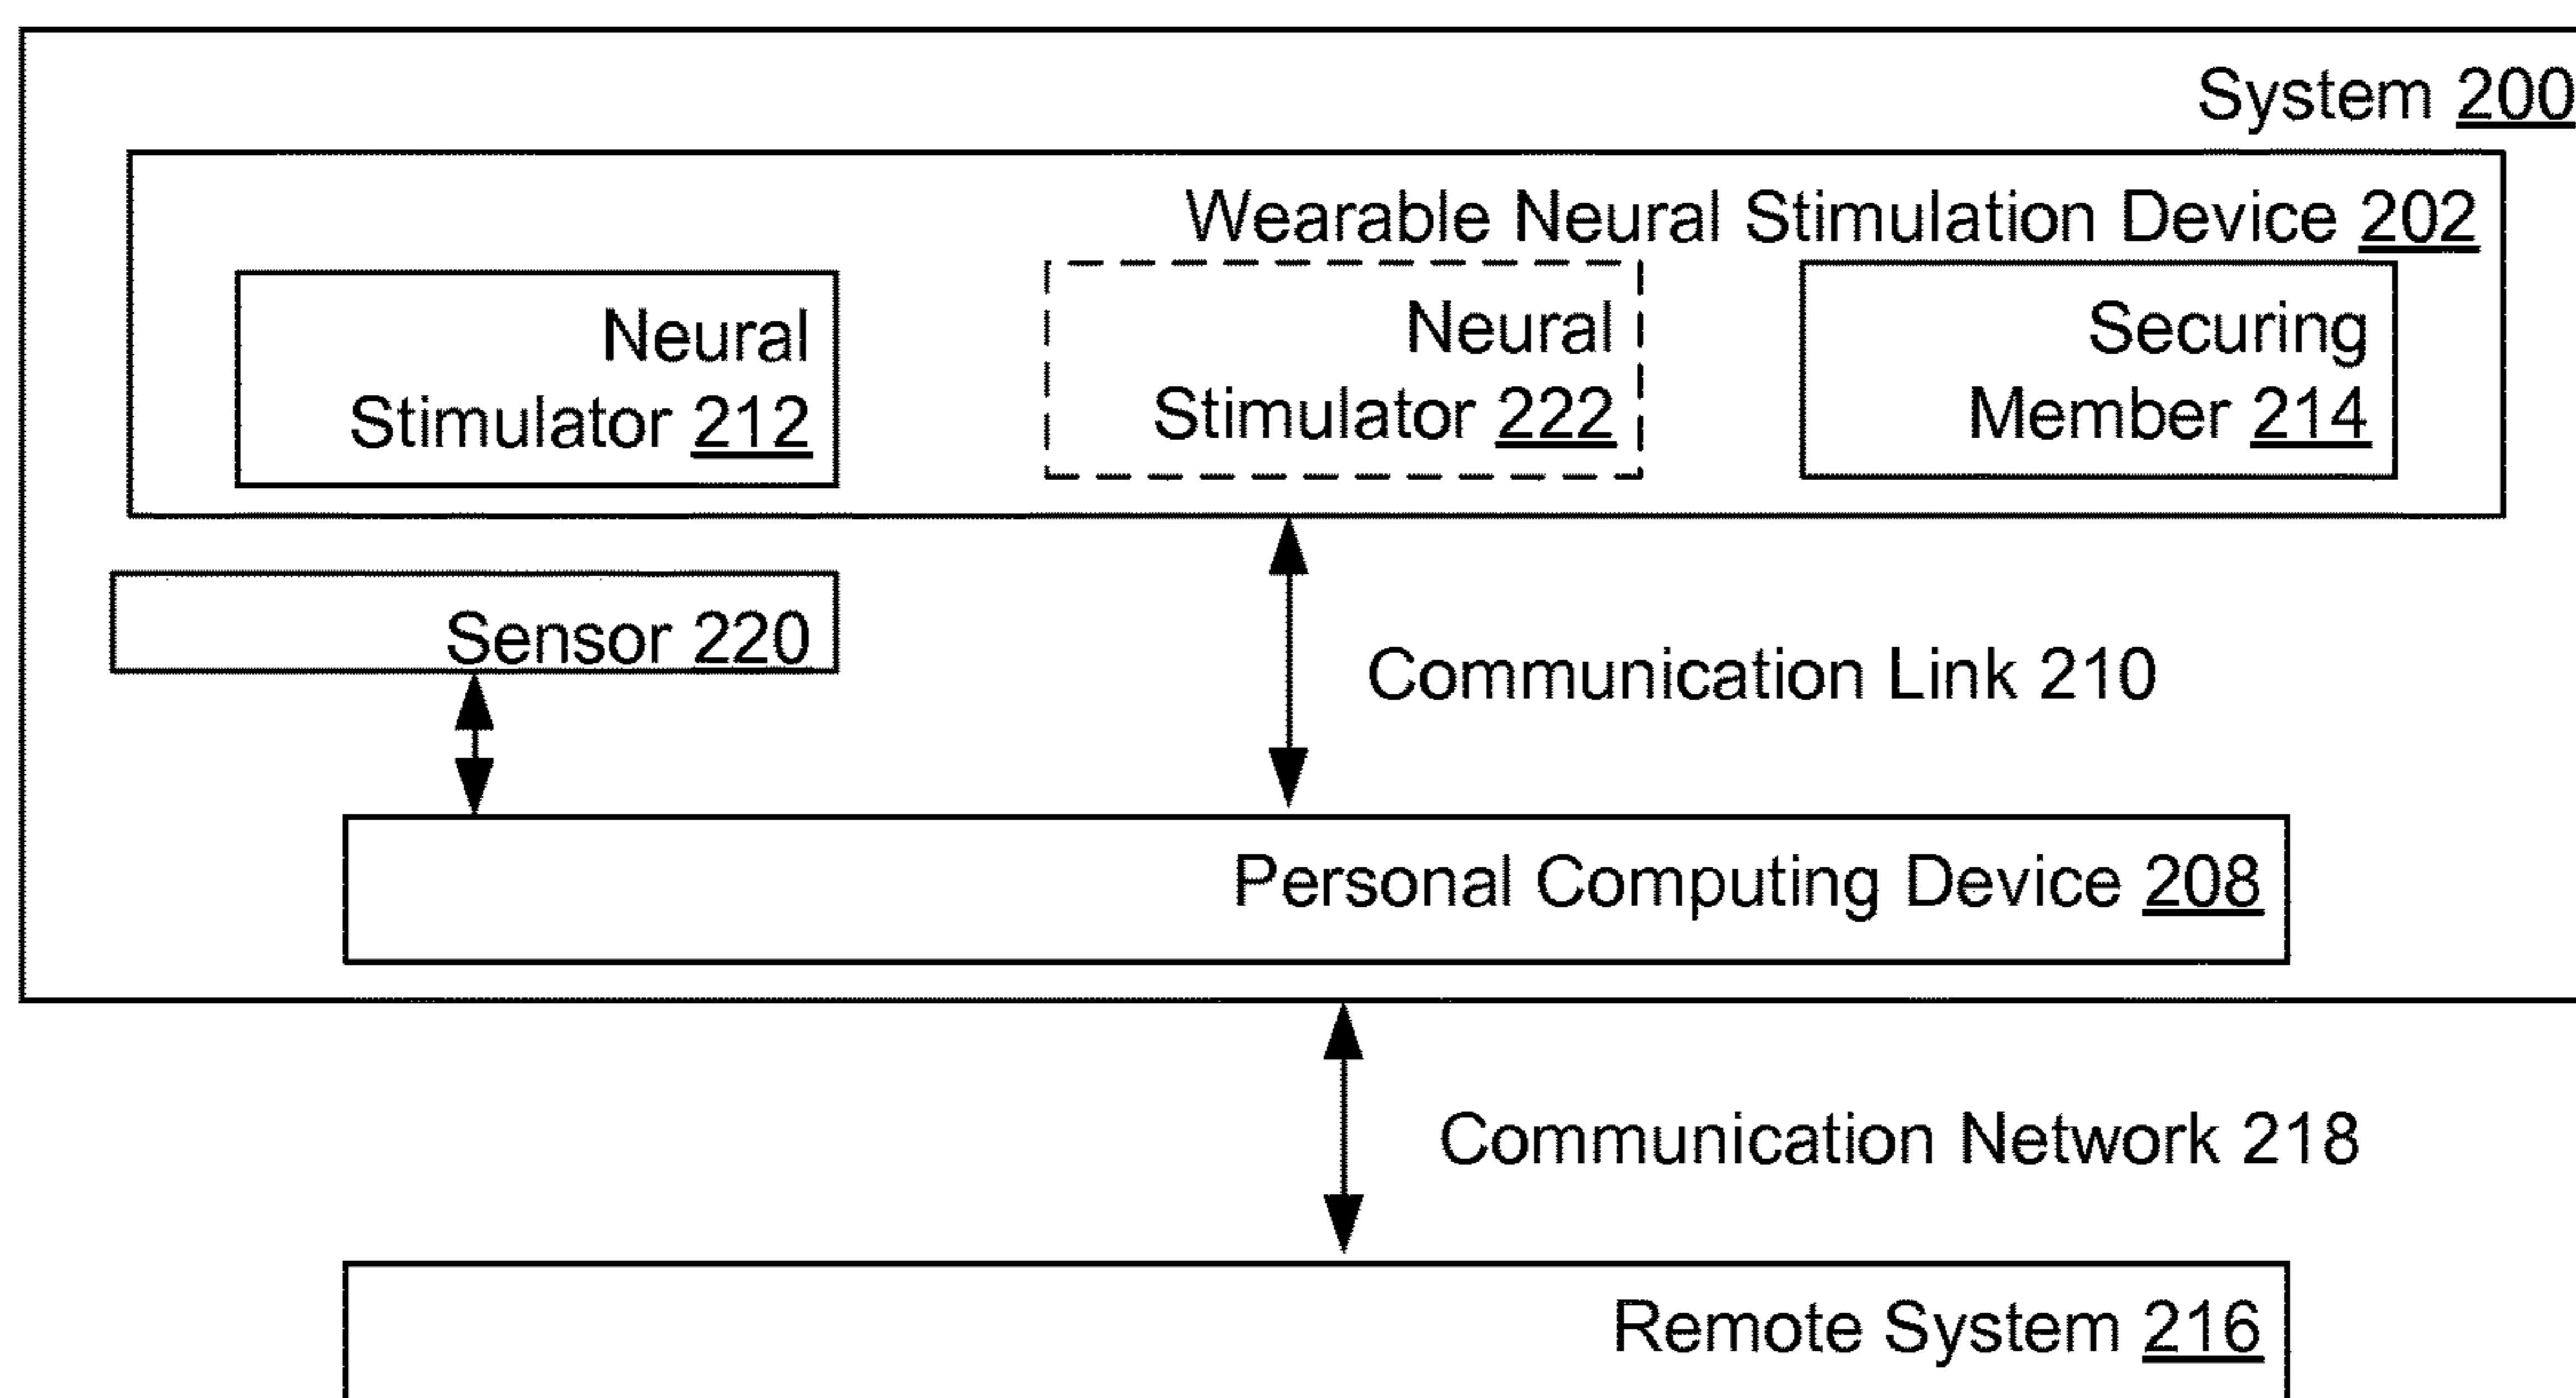 System 200
Wearable Neural Stimulation Device 202
Neural
Stimulator 212
Neural
Stimulator 222
Securing
Member 214
Sensor 220
Communication Link 210
Personal Computing Device 208
Communication Network 218
Remote System 216